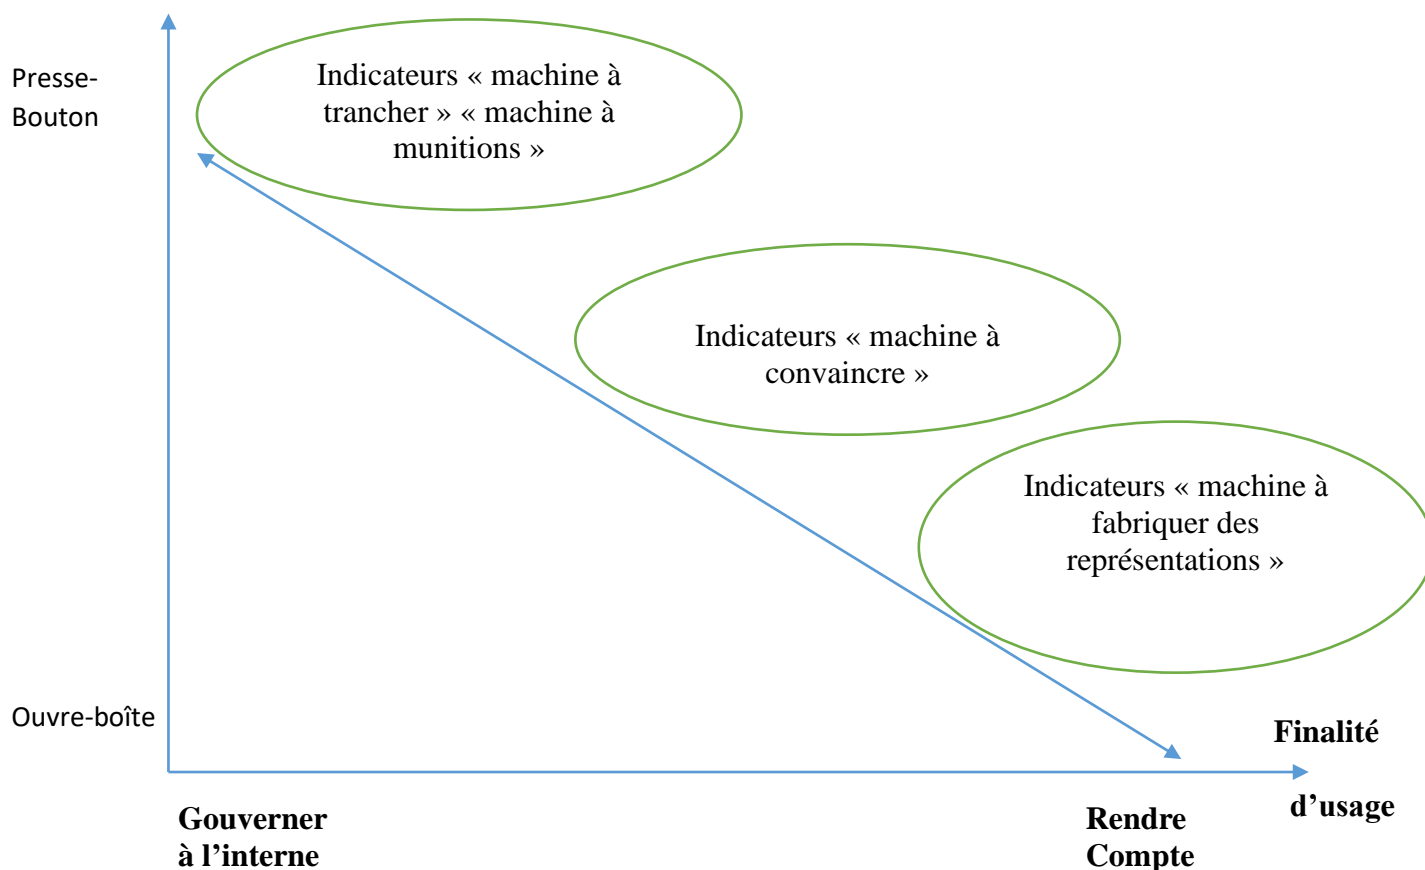 Presse-
Bouton
Indicateurs « machine à
trancher » « machine à
munitions »
Indicateurs « machine à
convaincre »
Indicateurs « machine à
fabriquer des
représentations »
Ouvre-boîte
Finalité
d’usage
Gouverner
à l’interne
Rendre
Compte